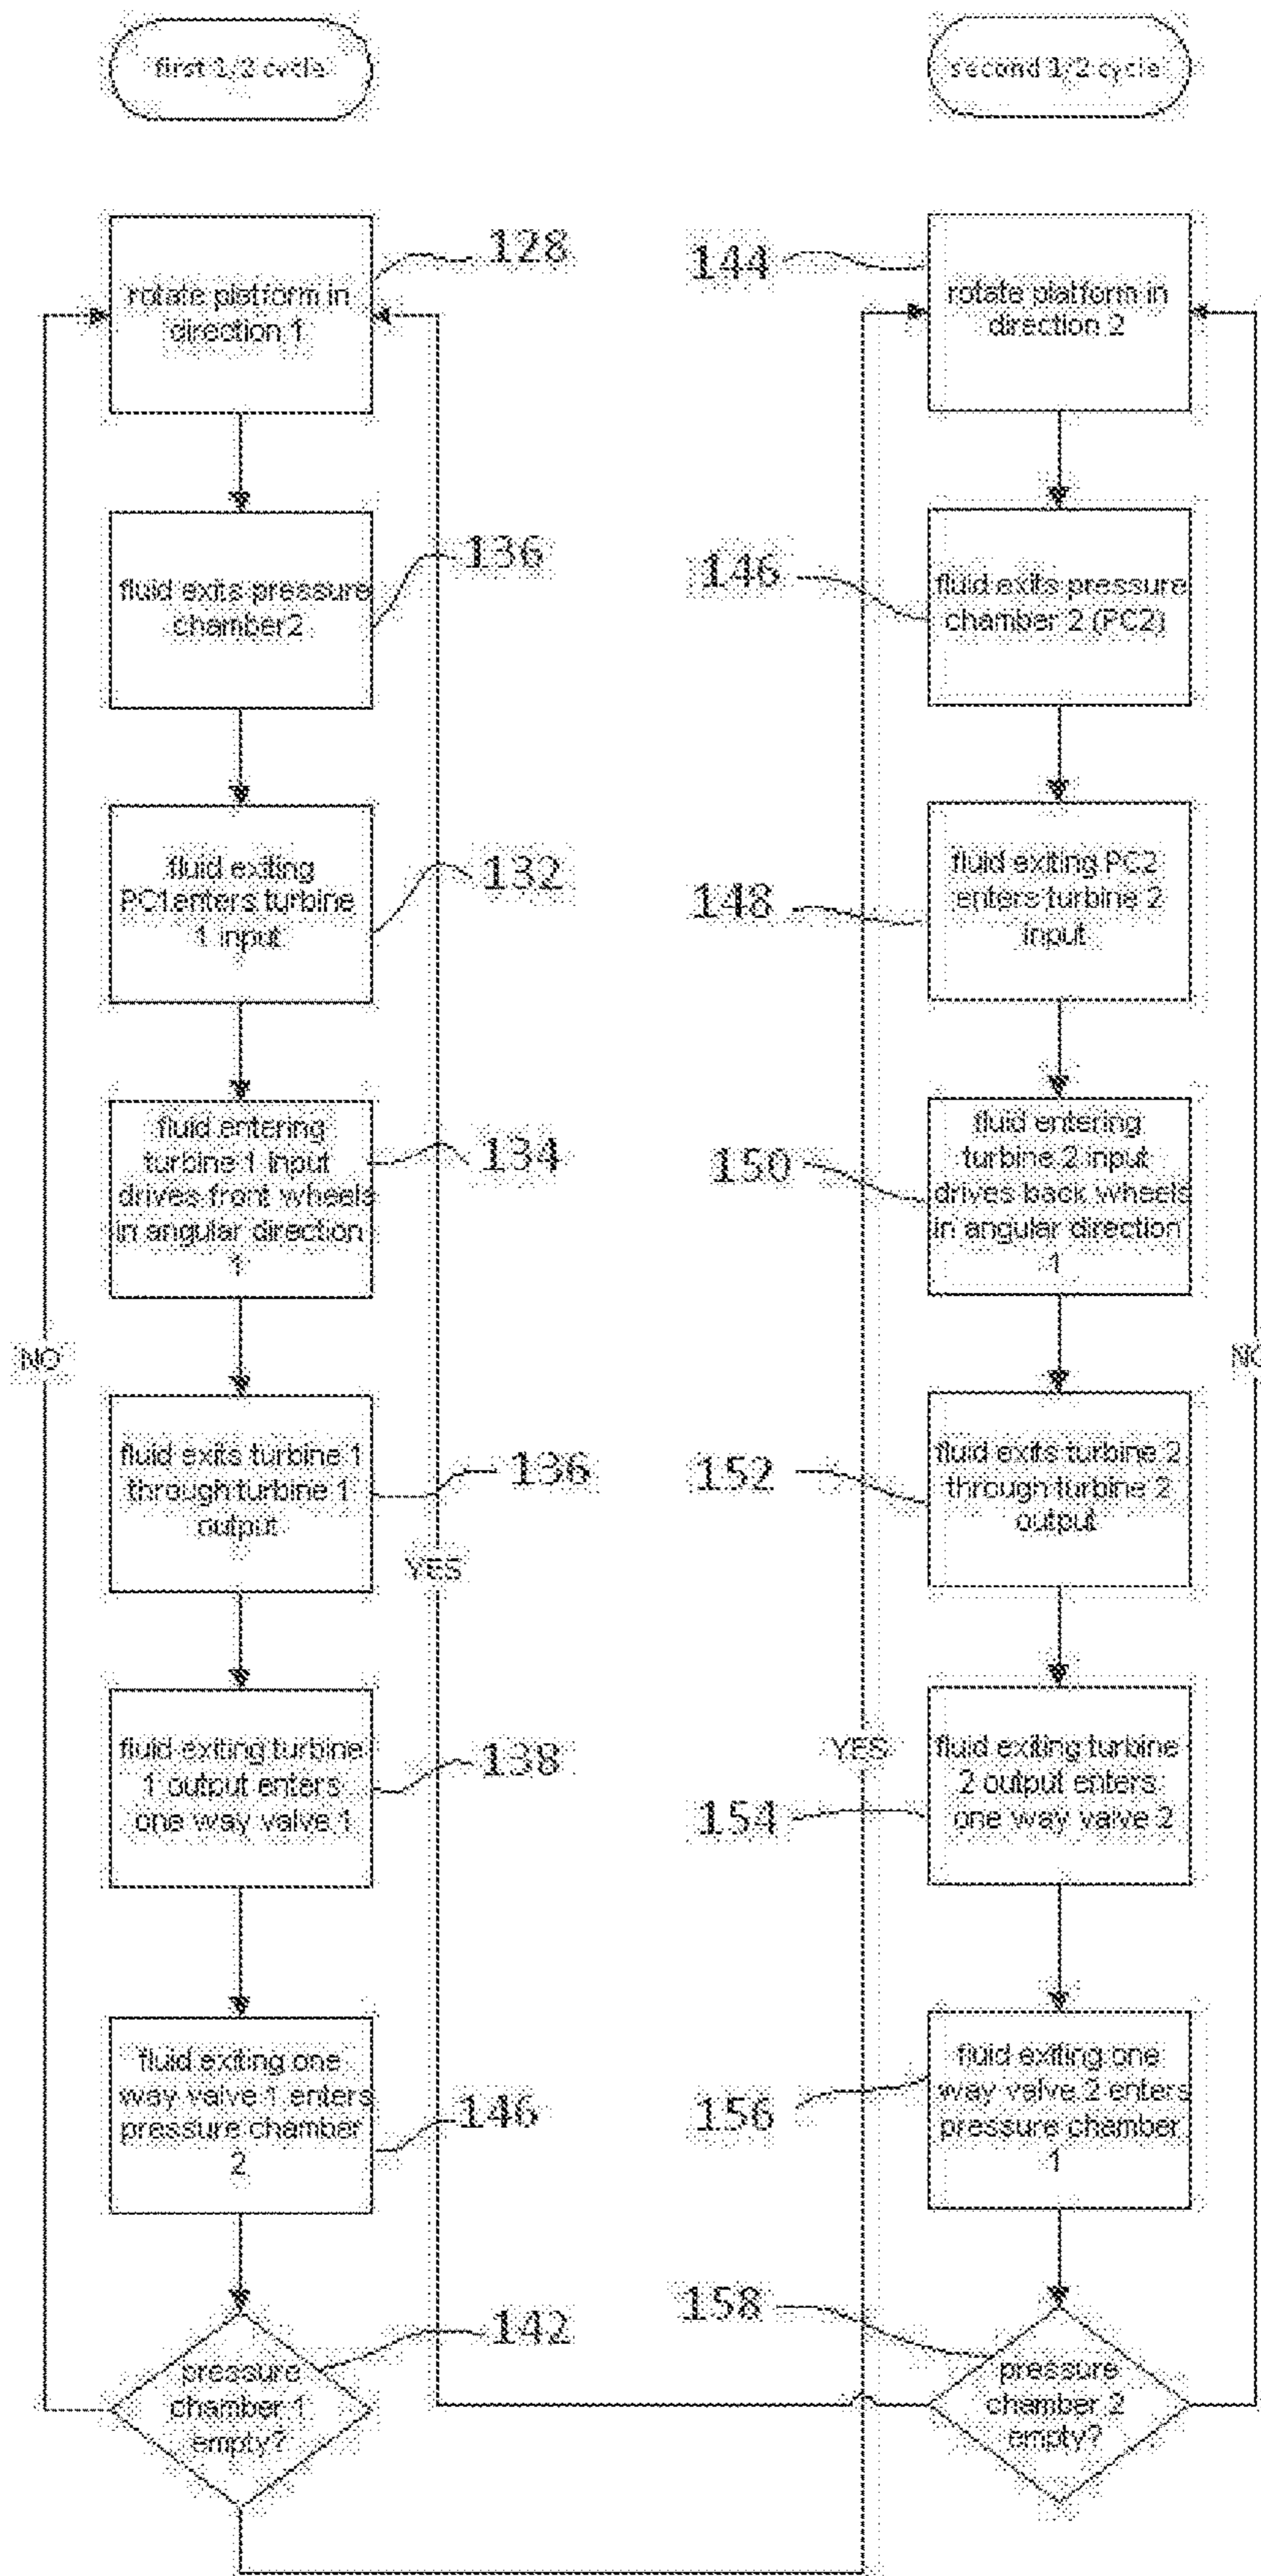 first 1/2 cycle
rotate platform in
direction 1
128
fluid exits pressure
chamber2
136
fluid exiting
PC1enters turbine
1 input
132
fluid entering
turbine 1 input
drives front wheels
in angular direction
1
134
fluid exits turbine 1
through turbine 1
output
136
fluid exiting turbine
1 output enters
one way valve 1
138
fluid exiting one
way valve 1 enters
pressure chamber
2
146
pressure
chamber 1
empty?
142
NO
YES
second 1/2 cycle
rotate platform in
direction 2
144
fluid exits pressure
chamber 2 (PC2)
146
fluid exiting PC2
enters turbine 2
input
148
fluid entering
turbine 2 input
drives back wheels
in angular direction
1
150
fluid exits turbine 2
through turbine 2
output
152
fluid exiting turbine
2 output enters
one way valve 2
154
fluid exiting one
way valve 2 enters
pressure chamber
1
156
pressure
chamber 2
empty?
158
YES
NO